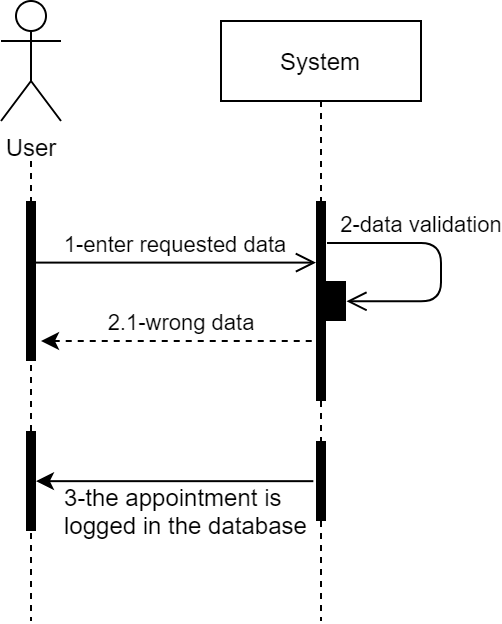 System
User
2-data validation
1-enter requested data
2.1-wrong data
3-the appointment is
logged in the database